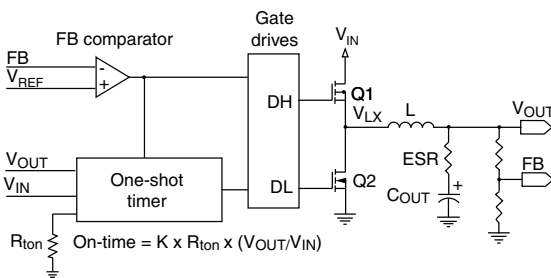 Gate
drives
FB comparator
V_IN
FB
V_REF
-
+
DH
Q1
V_LX
L
V_OUT
ESR
FB
V_OUT
V_IN
One-shot
timer
DL
Q2
C_OUT
+
R_ton
On-time = K x R_ton x (V_OUT/V_IN)